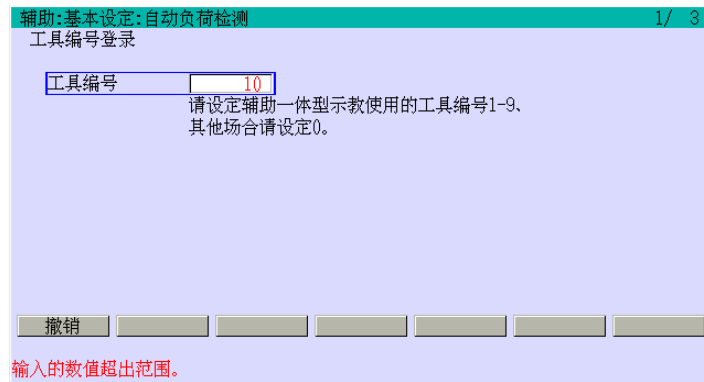 辅助:基本设定:自动负荷检测 1/ 3
工具编号登录
工具编号 10
请设定辅助一体型示教使用的工具编号1-9、
其他场合请设定0。
撤销
输入的数值超出范围。